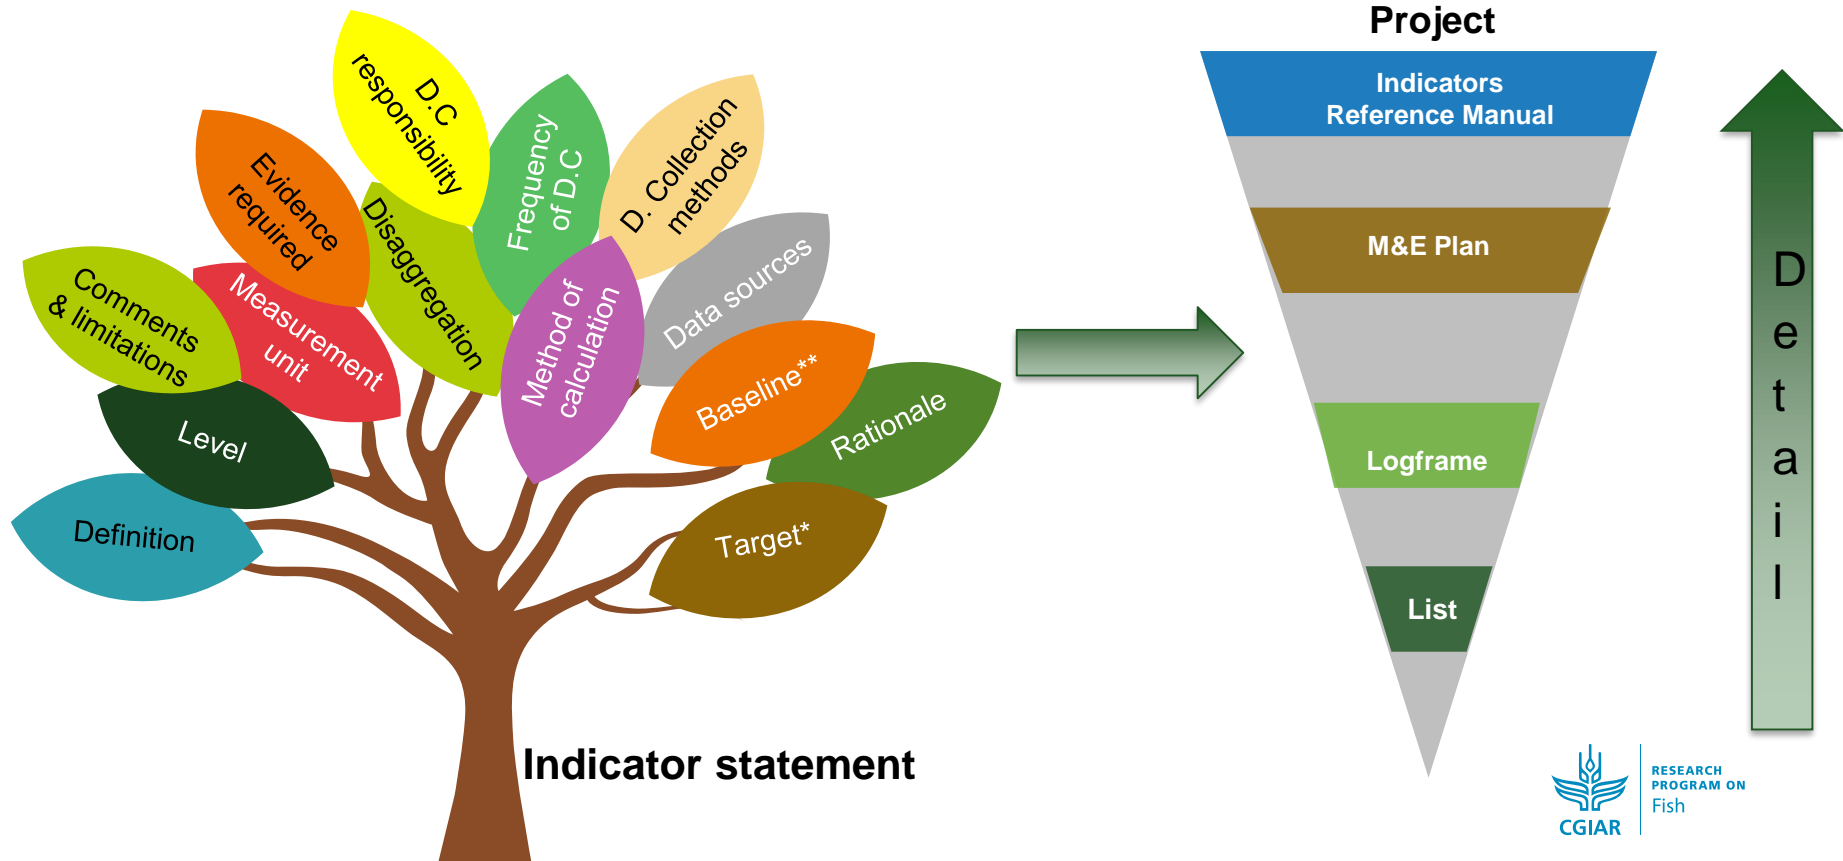 D.C
responsibility
Frequency
of D.C
D. Collection
methods
Evidence
required
Disaggregation
Data sources
Comments
& limitations
Measurement
unit
Method of
calculation
Baseline**
Rationale
Level
Definition
Target*
Indicator statement
Project
Indicators
Reference Manual
M&E Plan
Logframe
List
Detail
CGIAR
RESEARCH
PROGRAM ON
Fish